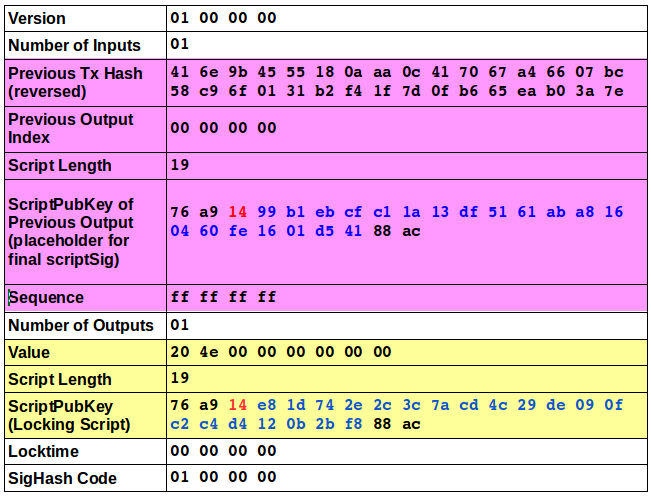 Version 01 00 00 00
Number of Inputs 01
Previous Tx Hash 41 6e 9b 45 55 18 0a aa 0c 41 70 67 a4 66 07 bc
(reversed) 58 c9 6f 01 31 b2 f4 1f 7d 0f b6 65 ea b0 3a 7e
Previous Output
Index
00 00 00 00
Script Length 19
ScriptPubKey of
Previous Output
(placeholder for
final scriptSig)
76 a9 14 99 b1 eb cf c1 1a 13 df 51 61 ab a8 16
04 60 fe 16 01 d5 41 88 ac
Sequence ff ff ff ff
Number of Outputs 01
Value 20 4e 00 00 00 00 00 00
Script Length 19
ScriptPubKey 76 a9 14 e8 1d 74 2e 2c 3c 7a cd 4c 29 de 09 0f
(Locking Script) c2 c4 d4 12 0b 2b f8 88 ac
Locktime 00 00 00 00
SigHash Code 01 00 00 00